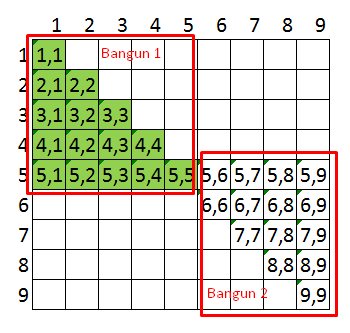 1 2 3 4 5 6 7 8 9
1 1,1 Bangun 1
2 2,1 2,2
3 3,1 3,2 3,3
4 4,1 4,2 4,3 4,4
5 5,1 5,2 5,3 5,4 5,5 5,6 5,7 5,8 5,9
6 6,6 6,7 6,8 6,9
7 7,7 7,8 7,9
8 8,8 8,9
9 Bangun 2 9,9